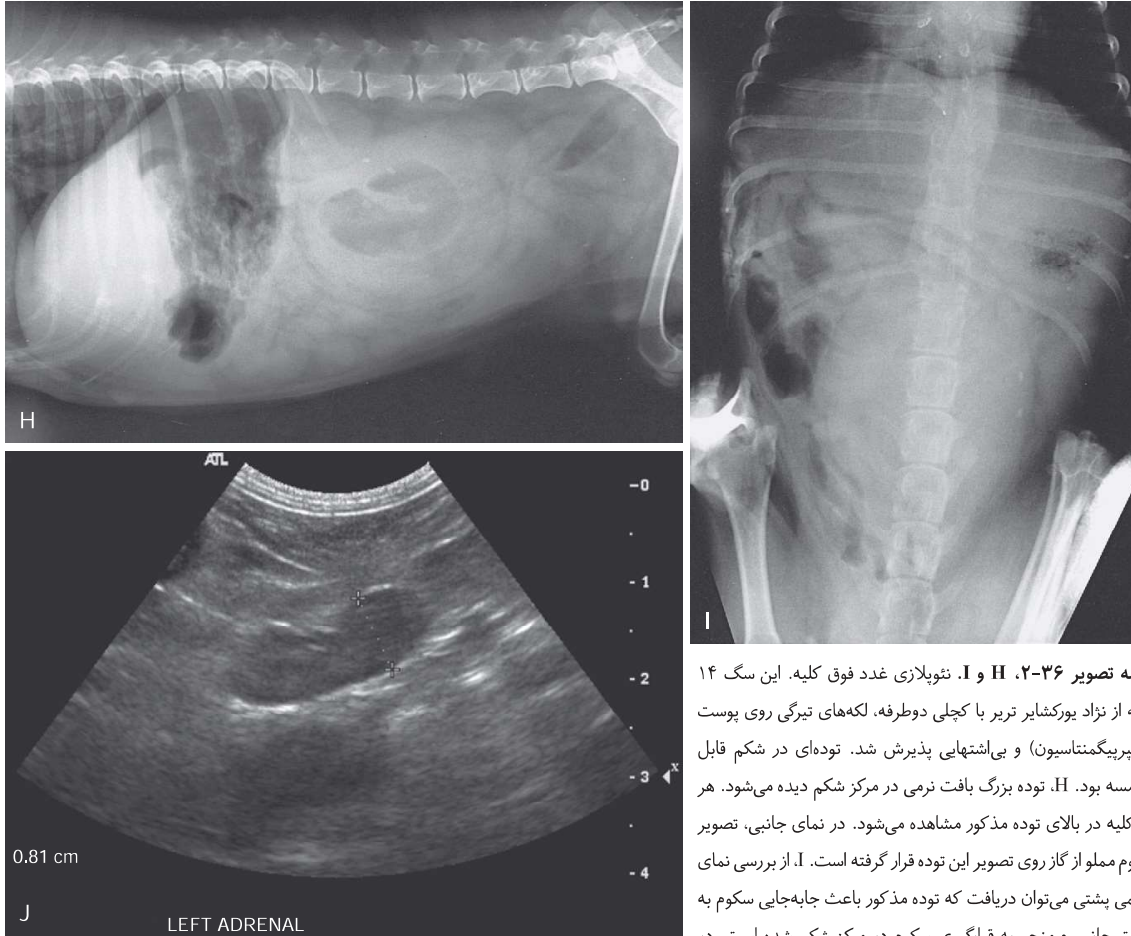 H
ATL
-0
-1
-2
-3
x
-4
0.81 cm
J
LEFT ADRENAL
I
مه تصویر ۳۶-۲، H و I. نئوپلازی غدد فوق کلیه. این سگ ۱۴
ه از نژاد یورکشایر تریر با کچلی دوطرفه، لکه‌های تیرگی روی پوست
پرپیگمنتاسیون) و بی‌اشتهایی پذیرش شد. توده‌ای در شکم قابل
مسه بود. H، توده بزرگ بافت نرمی در مرکز شکم دیده می‌شود. هر
کلیه در بالای توده مذکور مشاهده می‌شود. در نمای جانبی، تصویر
وم مملو از گاز روی تصویر این توده قرار گرفته است. I، از بررسی نمای
می پشتی می‌توان دریافت که توده مذکور باعث جابه‌جایی سکوم به